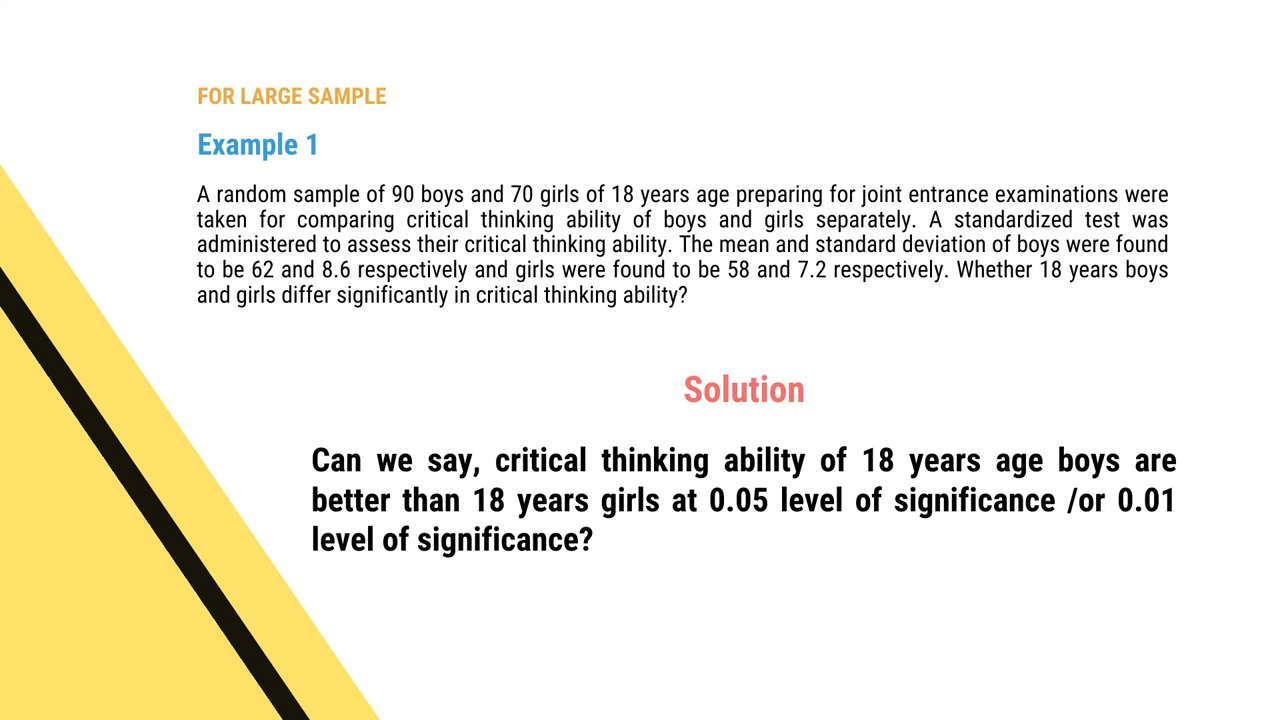 FOR LARGE SAMPLE
Example 1
A random sample of 90 boys and 70 girls of 18 years age preparing for joint entrance examinations were
taken for comparing critical thinking ability of boys and girls separately. A standardized test was
administered to assess their critical thinking ability. The mean and standard deviation of boys were found
to be 62 and 8.6 respectively and girls were found to be 58 and 7.2 respectively. Whether 18 years boys
and girls differ significantly in critical thinking ability?
Solution
Can we say, critical thinking ability of 18 years age boys are
better than 18 years girls at 0.05 level of significance /or 0.01
level of significance?